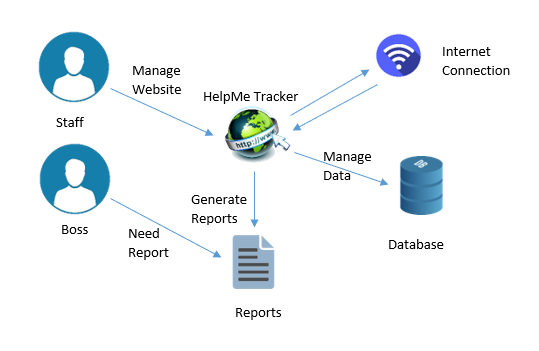 Manage
Website
Staff
HelpMe Tracker
Internet
Connection
http://www.
Manage
Data
Boss
Generate
Reports
Need
Report
Database
Reports